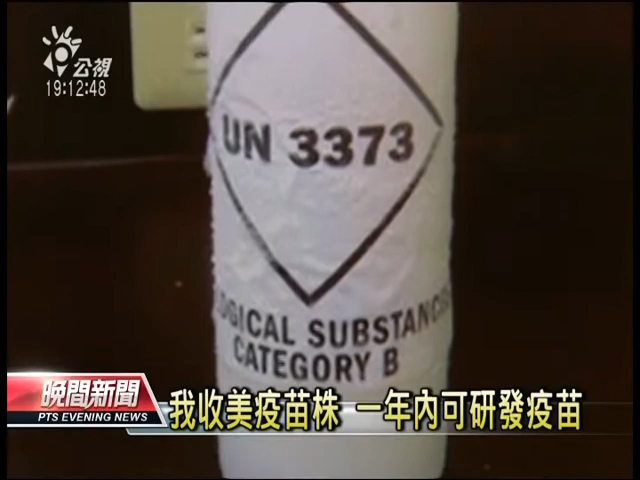 公視
19:12:48
UN 3373
OGICAL SUBSTANC
CATEGORY B
晚間新聞
PTS EVENING NEWS
我收美疫苗株 一年內可研發疫苗